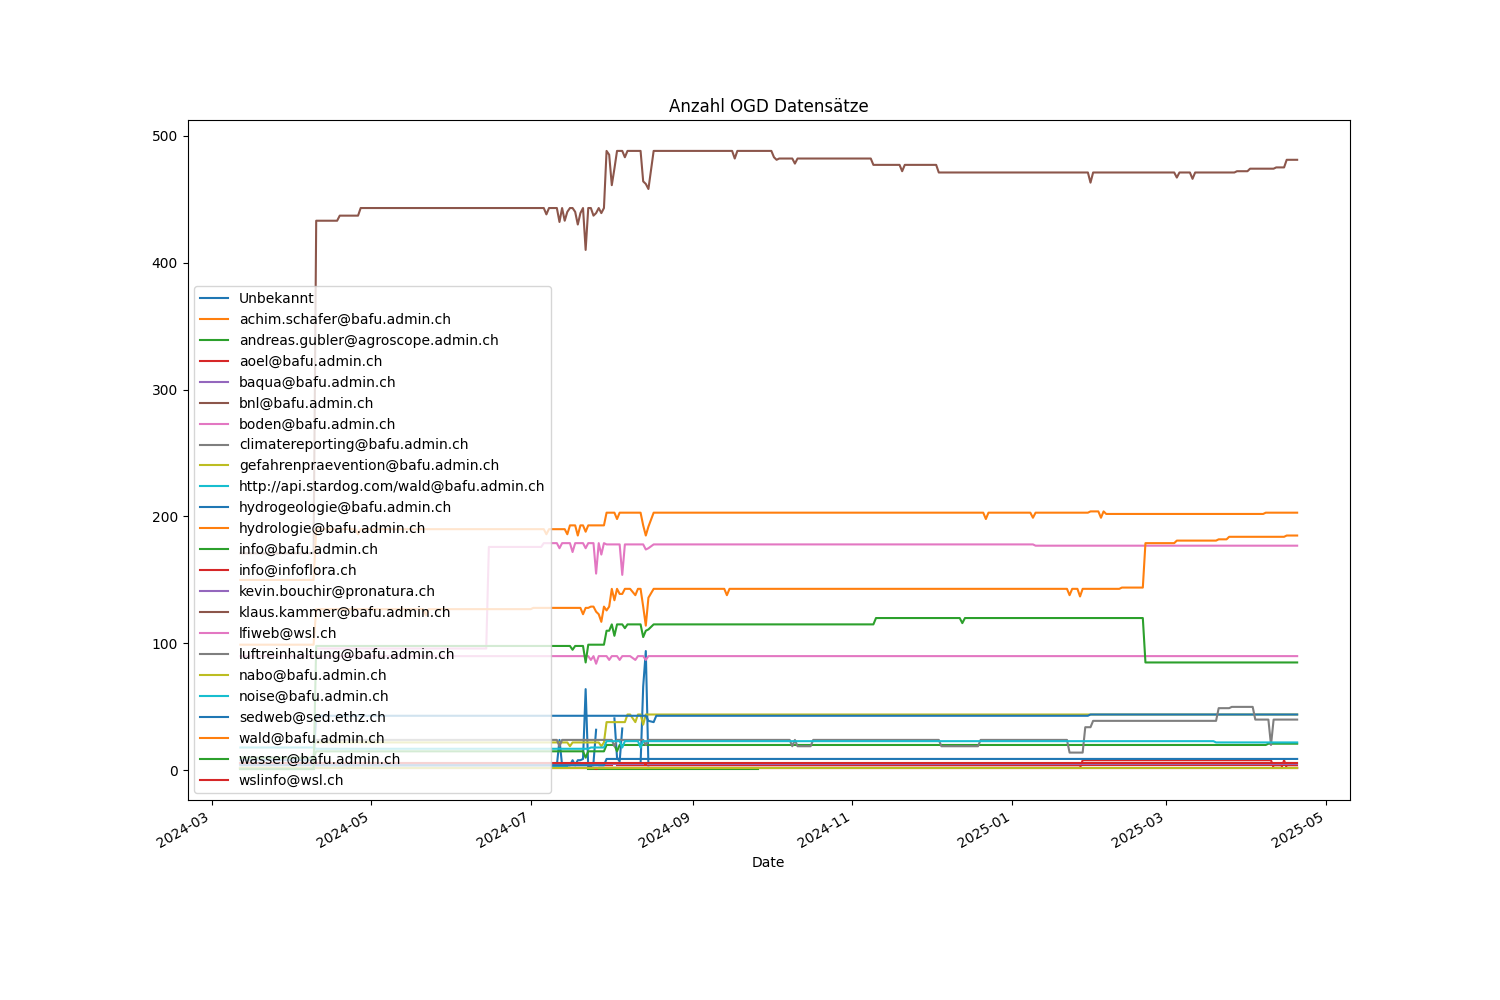 Anzahl OGD Datensätze
500
400
300
200
100
0
Unbekannt
achim.schafer@bafu.admin.ch
andreas.gubler@agroscope.admin.ch
aoel@bafu.admin.ch
baqua@bafu.admin.ch
bnl@bafu.admin.ch
boden@bafu.admin.ch
climatereporting@bafu.admin.ch
gefahrenpraevention@bafu.admin.ch
http://api.stardog.com/wald@bafu.admin.ch
hydrogeologie@bafu.admin.ch
hydrologie@bafu.admin.ch
info@bafu.admin.ch
info@infoflora.ch
kevin.bouchir@pronatura.ch
klaus.kammer@bafu.admin.ch
lfiweb@wsl.ch
luftreinhaltung@bafu.admin.ch
nabo@bafu.admin.ch
noise@bafu.admin.ch
sedweb@sed.ethz.ch
wald@bafu.admin.ch
wasser@bafu.admin.ch
wslinfo@wsl.ch
2024-03
2024-05
2024-07
2024-09
2024-11
2025-01
2025-03
2025-05
Date